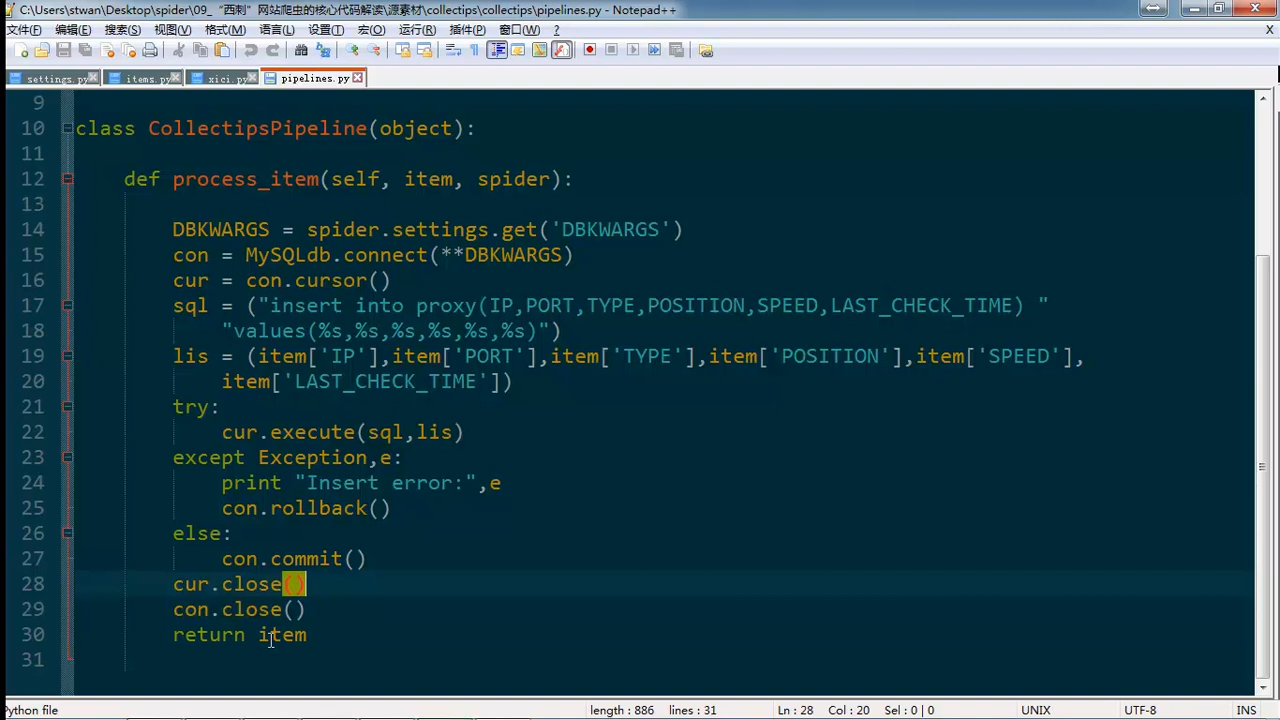 C:\Users\stwan\Desktop\spider\09_“西刺”网站爬虫的核心代码解读\源素材\collectips\collectips\pipelines.py - Notepad++
文件(F) 编辑(E) 搜索(S) 视图(V) 格式(M) 语言(L) 设置(T) 宏(O) 运行(R) 插件(P) 窗口(W) ? X
settings.py items.py xici.py pipelines.py
9
10 class CollectipsPipeline(object):
11
12 def process_item(self, item, spider):
13
14 DBKWARGS = spider.settings.get('DBKWARGS')
15 con = MySQLdb.connect(**DBKWARGS)
16 cur = con.cursor()
17 sql = ("insert into proxy(IP,PORT,TYPE,POSITION,SPEED,LAST_CHECK_TIME) "
18 "values(%s,%s,%s,%s,%s,%s)")
19 lis = (item['IP'],item['PORT'],item['TYPE'],item['POSITION'],item['SPEED'],
20 item['LAST_CHECK_TIME'])
21 try:
22 cur.execute(sql,lis)
23 except Exception,e:
24 print "Insert error:",e
25 con.rollback()
26 else:
27 con.commit()
28 cur.close()
29 con.close()
30 return item
31
Python file length : 886 lines : 31 Ln : 28 Col : 20 Sel : 0 | 0 UNIX UTF-8 INS